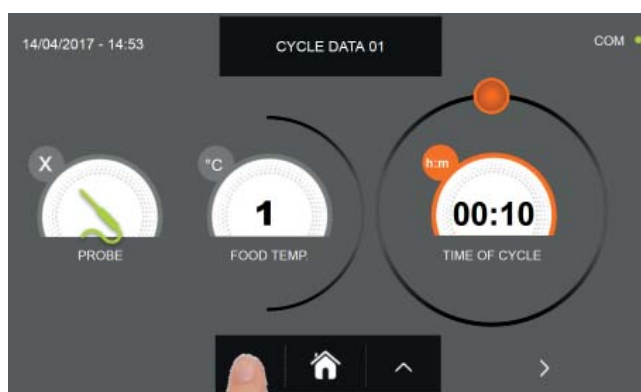 14/04/2017 - 14:53
CYCLE DATA 01
COM
X
°C
h:m
1
00:10
PROBE
FOOD TEMP.
TIME OF CYCLE